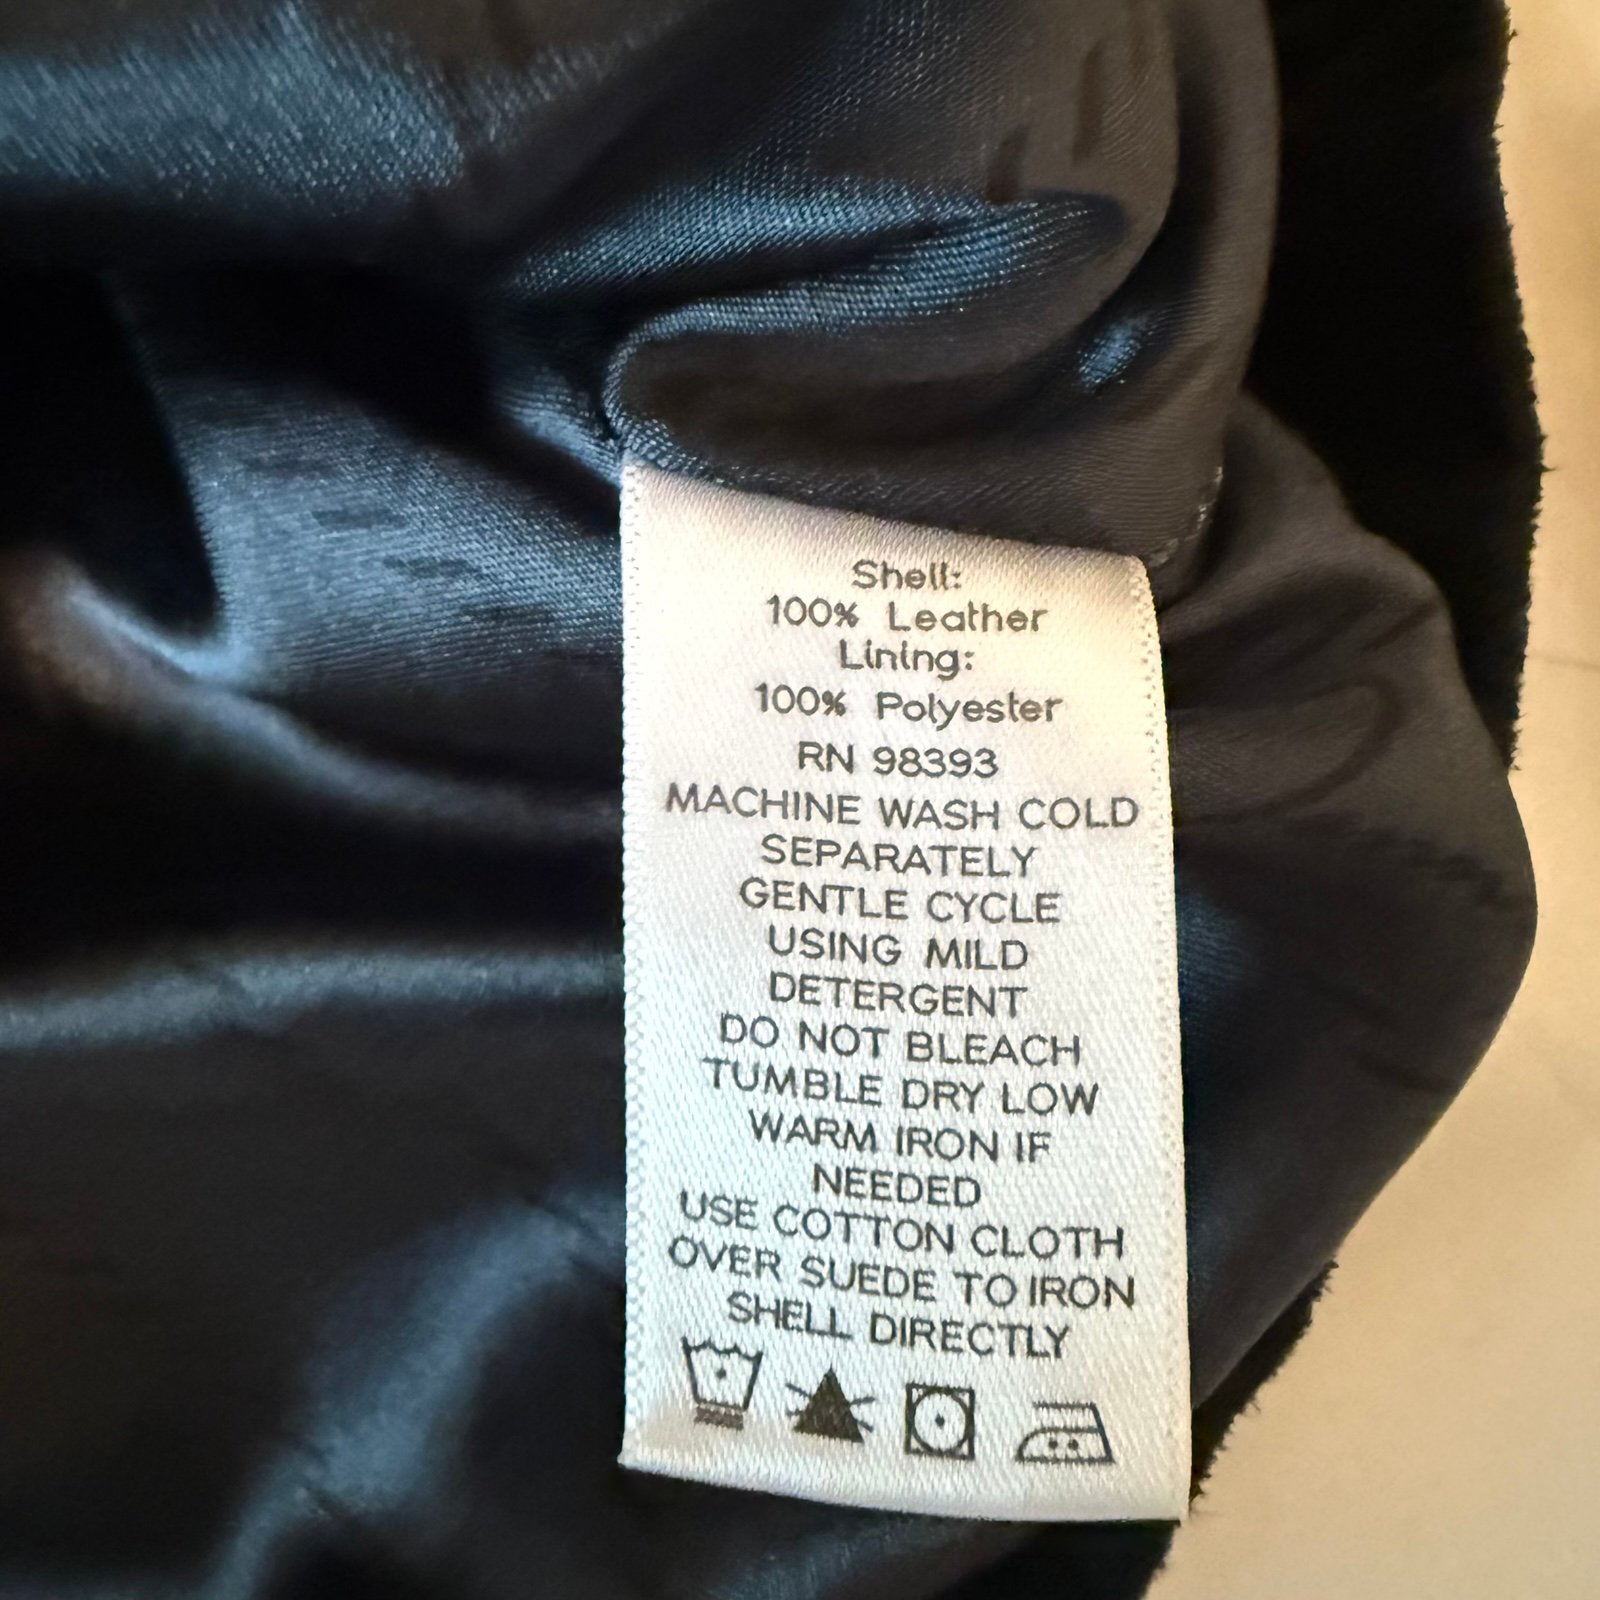 Shell:
100% Leather
Lining:
100% Polyester
RN 98393
MACHINE WASH COLD
SEPARATELY
GENTLE CYCLE
USING MILD
DETERGENT
DO NOT BLEACH
TUMBLE DRY LOW
WARM IRON IF
NEEDED
USE COTTON CLOTH
OVER SUEDE TO IRON
SHELL DIRECTLY